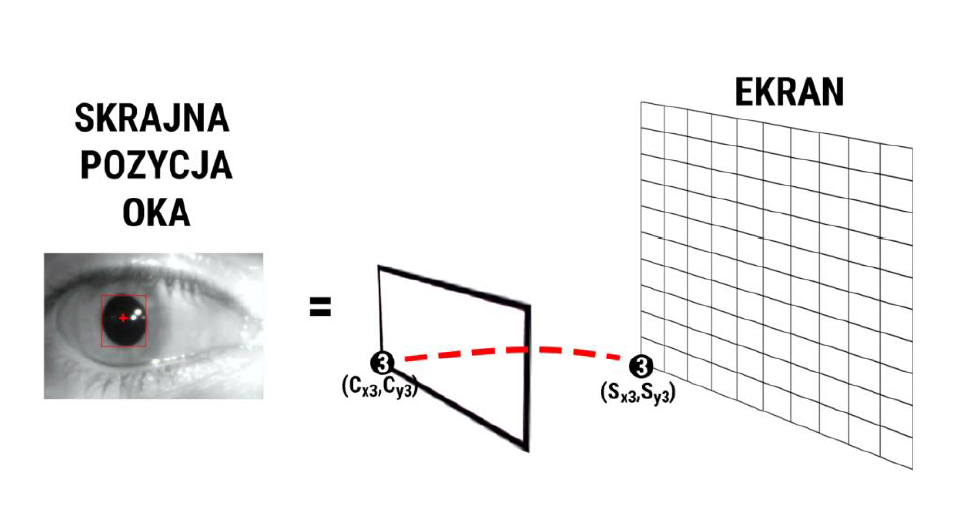 SKRAJNA
POZYCJA
OKA
=
EKRAN
3
(Cx3,Cy3)
3
(Sx3,Sy3)